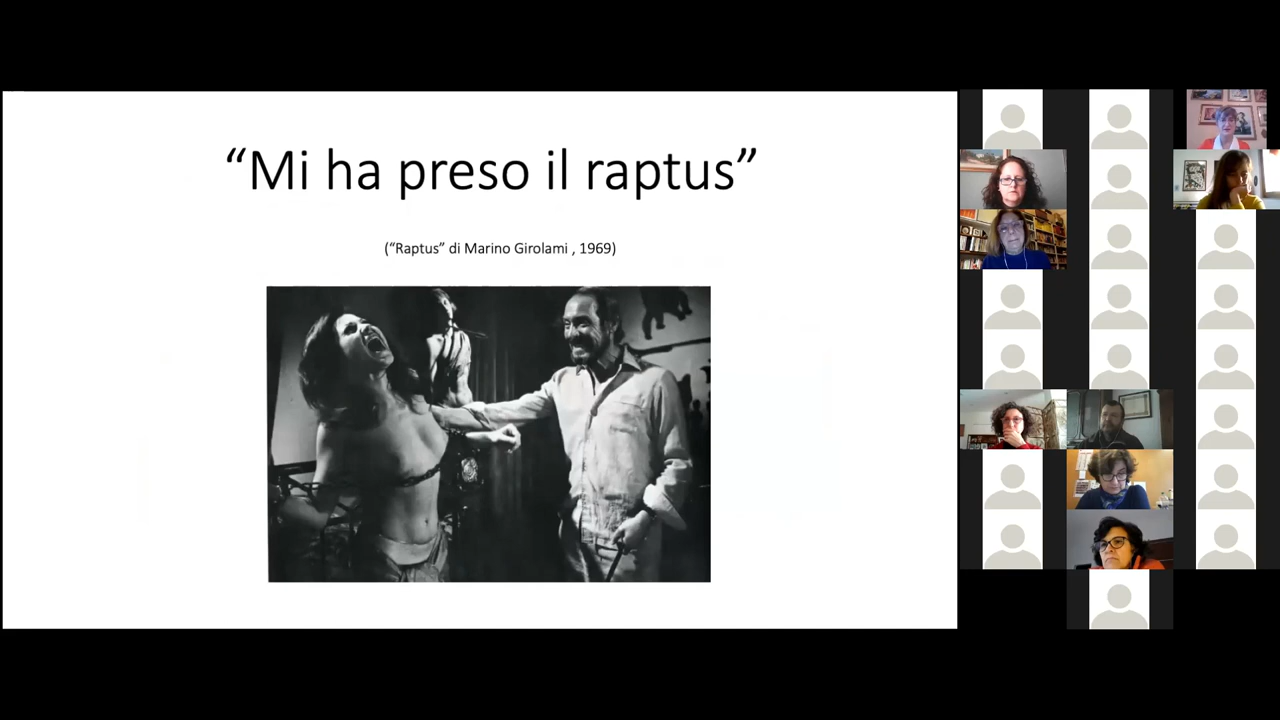 “Mi ha preso il raptus”
(“Raptus” di Marino Girolami , 1969)